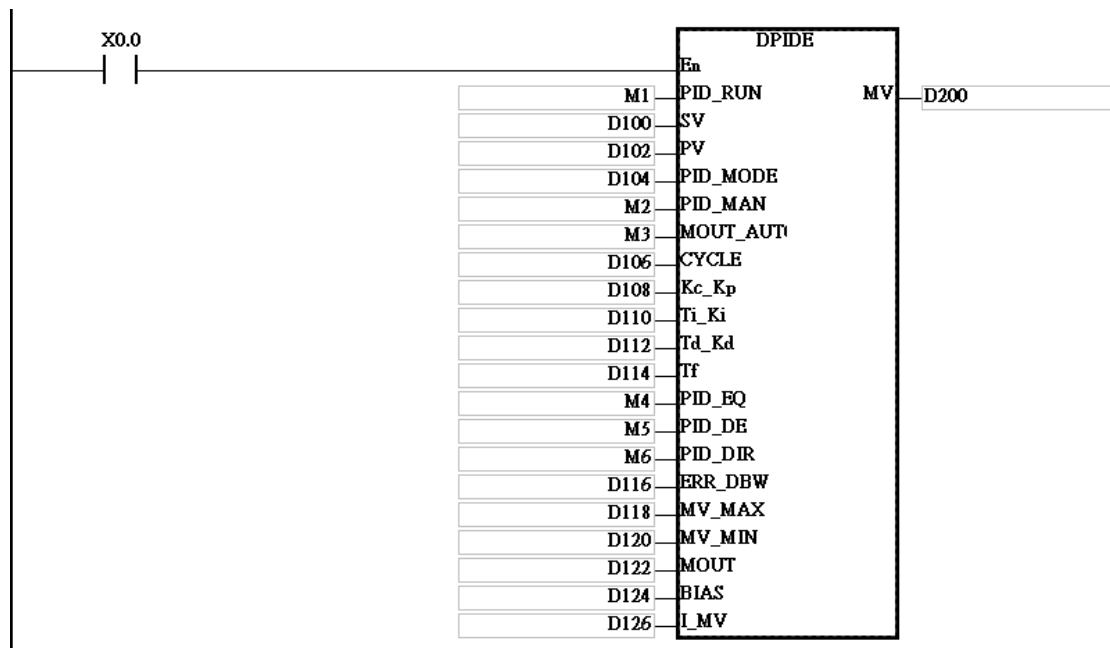 X0.0
DPIDE
En
M1 PID_RUN MV D200
D100 SV
D102 PV
D104 PID_MODE
M2 PID_MAN
M3 MOUT_AUT
D106 CYCLE
D108 Kc_Kp
D110 Ti_Ki
D112 Td_Kd
D114 Tf
M4 PID_EQ
M5 PID_DE
M6 PID_DIR
D116 ERR_DBW
D118 MV_MAX
D120 MV_MIN
D122 MOUT
D124 BIAS
D126 I_MV